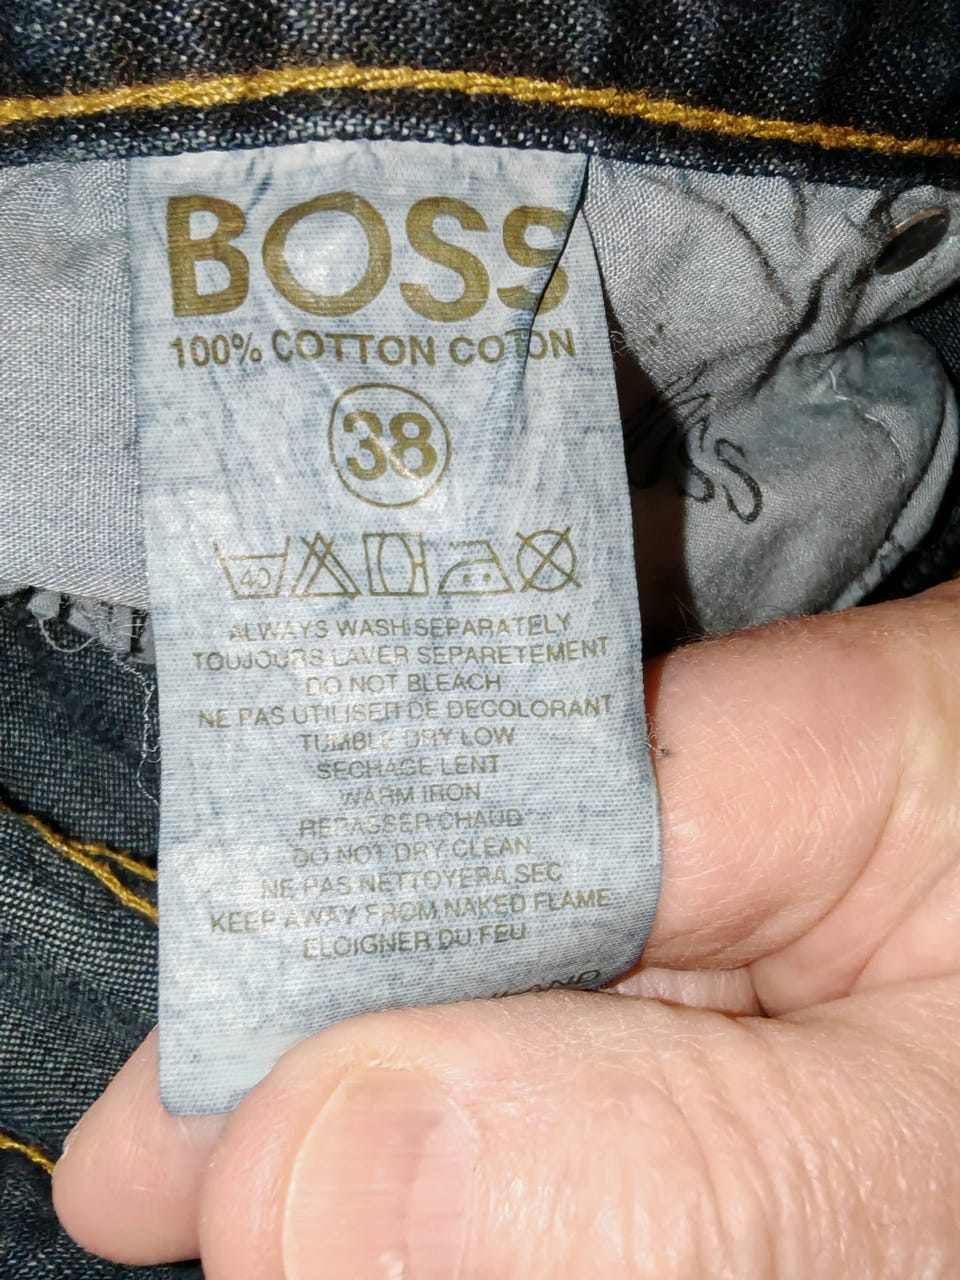 BOSS
100% COTTON COTON
38
40
ALWAYS WASH SEPARATELY
TOUJOURS LAVER SEPARETEMENT
DO NOT BLEACH
NE PAS UTILISER DE DECOLORANT
TUMBLE DRY LOW
SECHAGE LENT
WARM IRON
REPASSER CHAUD
DO NOT DRY CLEAN
NE PAS NETTOYERA SEC
KEEP AWAY FROM NAKED FLAME
ELOIGNER DU FEU